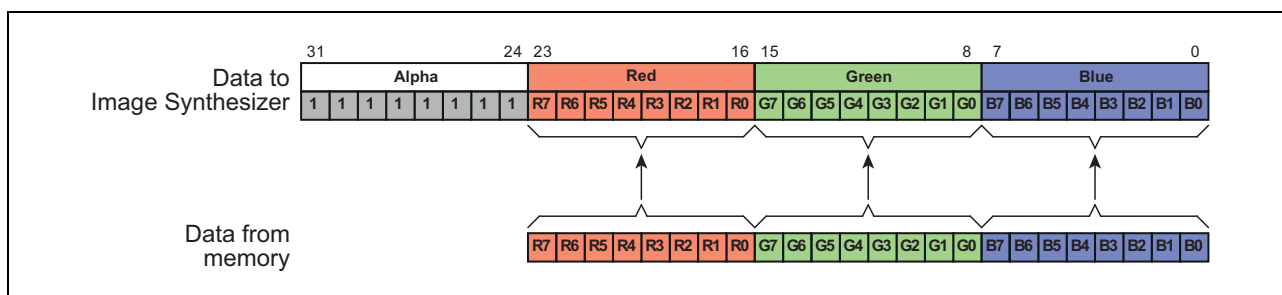 31 24 23 16 15 8 7 0
Data to Alpha Red Green Blue
Image Synthesizer 1 1 1 1 1 1 1 1 R7 R6 R5 R4 R3 R2 R1 R0 G7 G6 G5 G4 G3 G2 G1 G0 B7 B6 B5 B4 B3 B2 B1 B0
Data from R7 R6 R5 R4 R3 R2 R1 R0 G7 G6 G5 G4 G3 G2 G1 G0 B7 B6 B5 B4 B3 B2 B1 B0
memory